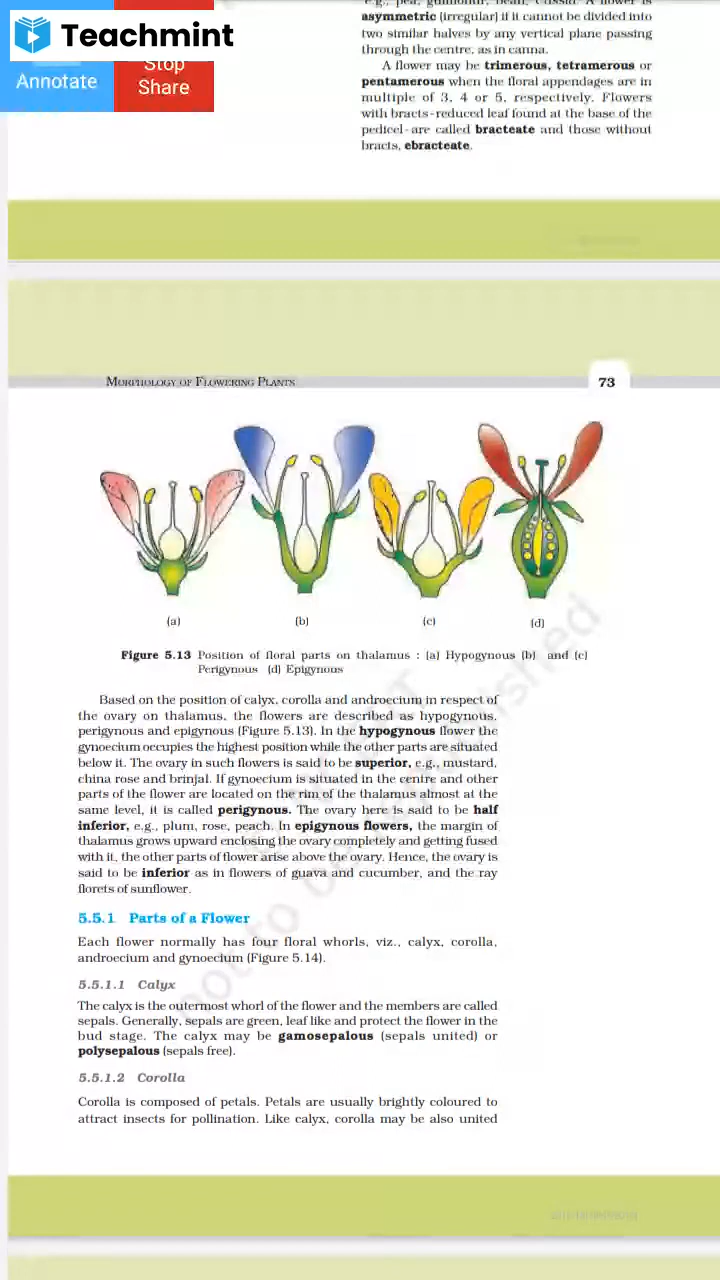 Teachmint
Annotate
Stop
Share
asymmetric (irregular) if it cannot be divided into
two similar halves by any vertical plane passing
through the centre, as in canna.
A flower may be trimerous, tetramerous or
pentamerous when the floral appendages are in
multiple of 3, 4 or 5, respectively. Flowers
with bracts-reduced leaf found at the base of the
pedicel-are called bracteate and those without
bracts, ebracteate.
MORPHOLOGY OF FLOWERING PLANTS
73
(a)
(b)
(c)
(d)
Figure 5.13 Position of floral parts on thalamus : (a) Hypogynous (b) and (c)
Perigynous (d) Epigynous
Based on the position of calyx, corolla and androecium in respect of
the ovary on thalamus, the flowers are described as hypogynous,
perigynous and epigynous (Figure 5.13). In the hypogynous flower the
gynoecium occupies the highest position while the other parts are situated
below it. The ovary in such flowers is said to be superior, e.g., mustard,
china rose and brinjal. If gynoecium is situated in the centre and other
parts of the flower are located on the rim of the thalamus almost at the
same level, it is called perigynous. The ovary here is said to be half
inferior, e.g., plum, rose, peach. In epigynous flowers, the margin of
thalamus grows upward enclosing the ovary completely and getting fused
with it, the other parts of flower arise above the ovary. Hence, the ovary is
said to be inferior as in flowers of guava and cucumber, and the ray
florets of sunflower.
5.5.1 Parts of a Flower
Each flower normally has four floral whorls, viz., calyx, corolla,
androecium and gynoecium (Figure 5.14).
5.5.1.1 Calyx
The calyx is the outermost whorl of the flower and the members are called
sepals. Generally, sepals are green, leaf like and protect the flower in the
bud stage. The calyx may be gamosepalous (sepals united) or
polysepalous (sepals free).
5.5.1.2 Corolla
Corolla is composed of petals. Petals are usually brightly coloured to
attract insects for pollination. Like calyx, corolla may be also united